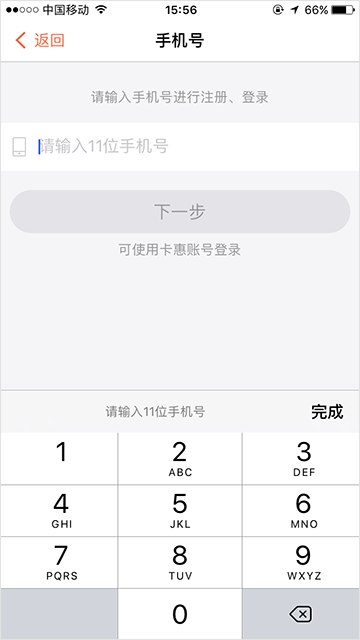 中国移动 15:56 66%
返回 手机号
请输入手机号进行注册、登录
请输入11位手机号
下一步
可使用卡惠账号登录
请输入11位手机号 完成
1 2 3
ABC DEF
4 5 6
GHI JKL MNO
7 8 9
PQRS TUV WXYZ
0